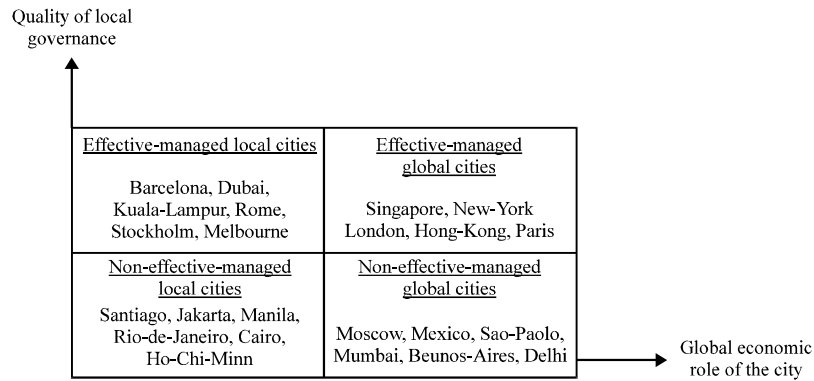 Quality of local
governance
Effective-managed local cities
Barcelona, Dubai,
Kuala-Lampur, Rome,
Stockholm, Melbourne
Effective-managed
global cities
Singapore, New-York
London, Hong-Kong, Paris
Non-effective-managed
local cities
Santiago, Jakarta, Manila,
Rio-de-Janeiro, Cairo,
Ho-Chi-Minn
Non-effective-managed
global cities
Moscow, Mexico, Sao-Paolo,
Mumbai, Beunos-Aires, Delhi
Global economic
role of the city